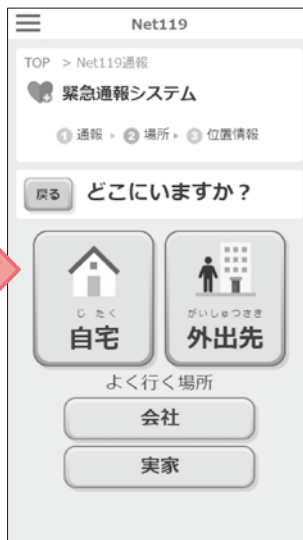 Net119
TOP > Net119通報
緊急通報システム
1 通報 ▸ 2 場所 ▸ 3 位置情報
戻る どこにいますか？
じたく がいしゅつさき
自宅 外出先
よく行く場所
会社
実家